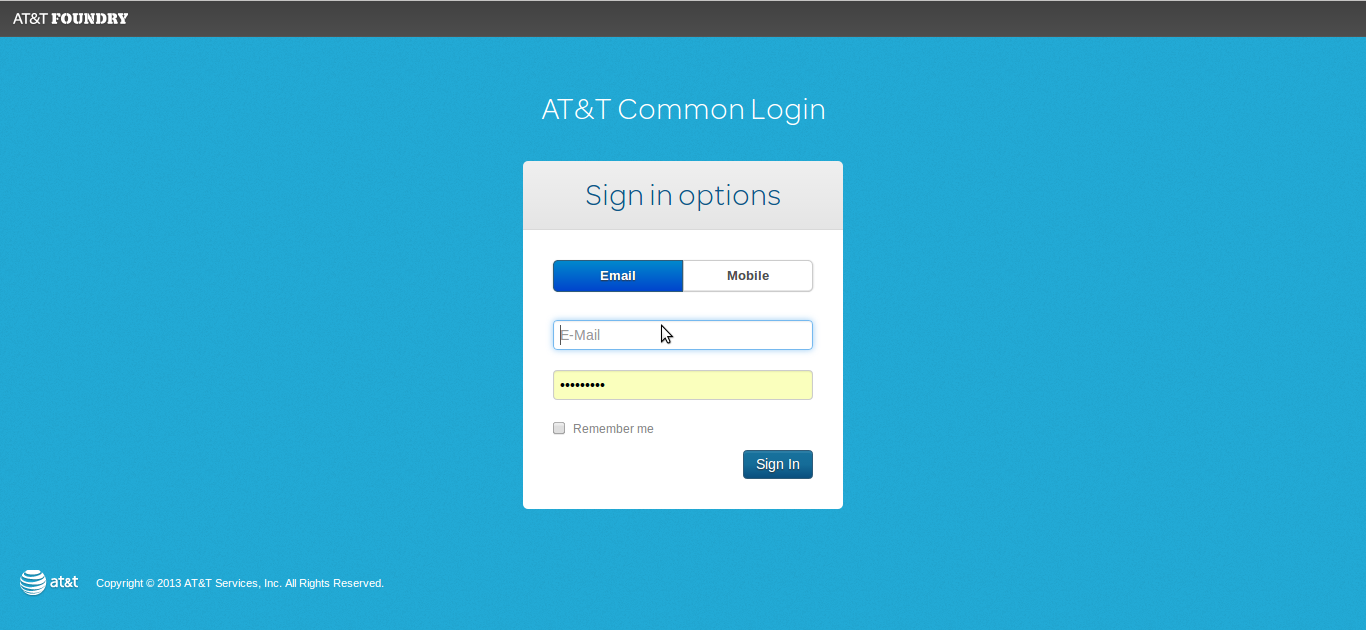 AT&T FOUNDRY
AT&T Common Login
Sign in options
Email Mobile
E-Mail
•••••••••
Remember me
Sign In
at&t Copyright © 2013 AT&T Services, Inc. All Rights Reserved.